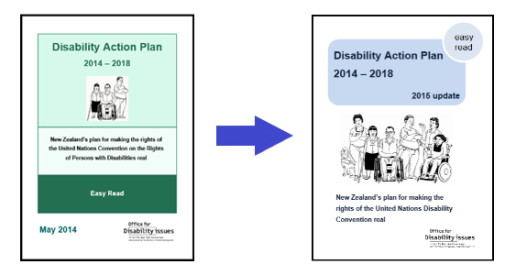 Disability Action Plan
2014 – 2018
New Zealand's plan for making the rights of
the United Nations Convention on the Rights
of Persons with Disabilities real
Easy Read
May 2014
Office for
Disability Issues
easy
read
Disability Action Plan
2014 – 2018
2015 update
New Zealand's plan for making the
rights of the United Nations Disability
Convention real
Office for
Disability Issues